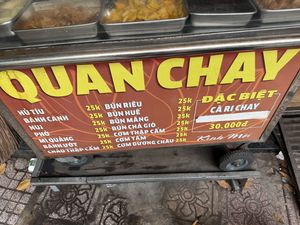 QUÁN CHAY
HỦ TÍU 25k
BÁNH CANH 25k
NUI 25k
PHỞ 25k
MÌ QUẢNG 25k
BÁNH ƯỚT 25k
CHÁO THẬP CẨM 25k
BÚN RIÊU 25k
BÚN HUẾ 25k
BÚN MĂNG 25k
BÚN CHẢ GIÒ 25k
CƠM THẬP CẨM 25k
CƠM TẤM 25k
CƠM DƯƠNG CHÂU 25k
ĐẶC BIỆT
CÀ RI CHAY
30.000đ
Kính Mời